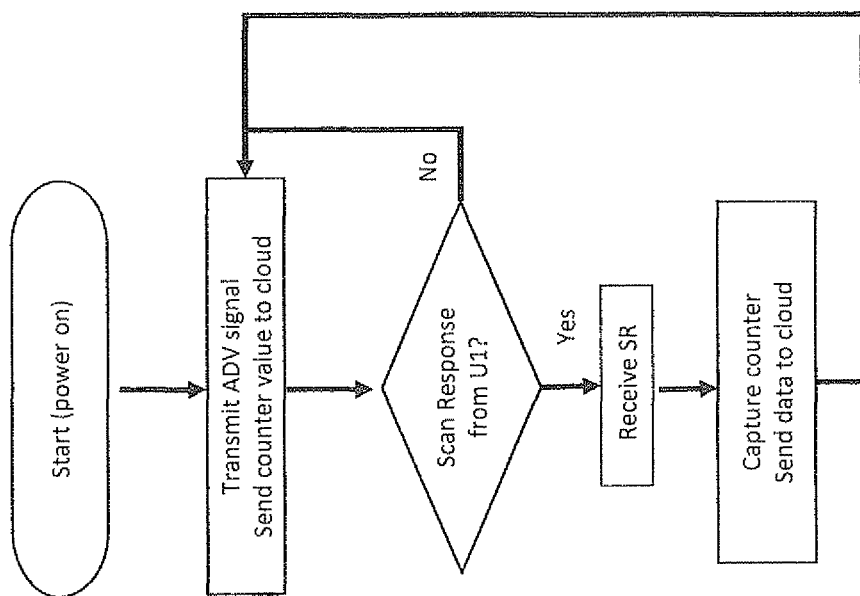 Start (power on)
Transmit ADV signal
Send counter value to cloud
Scan Response
from U1?
No
Yes
Receive SR
Capture counter
Send data to cloud